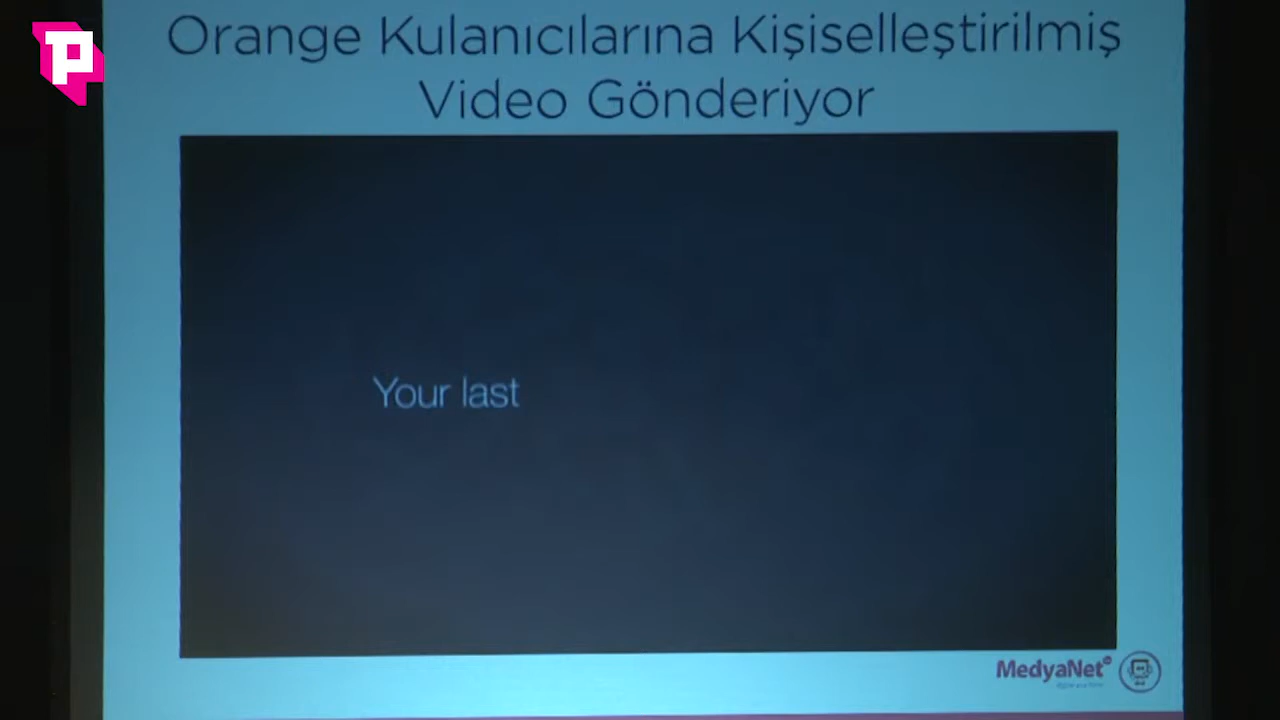 Orange Kulanıcılarına Kişiselleştirilmiş
Video Gönderiyor
Your last
MedyaNet